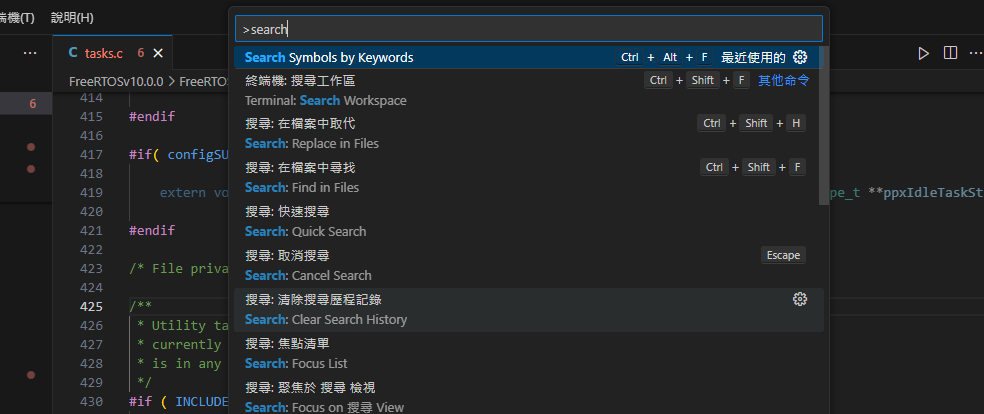 端機(T) 說明(H)
>search
tasks.c 6
FreeRTOSv10.0.0 > FreeRTOS
6
Search Symbols by Keywords Ctrl + Alt + F 最近使用的
終端機: 搜尋工作區 Ctrl + Shift + F 其他命令
Terminal: Search Workspace
搜尋: 在檔案中取代 Ctrl + Shift + H
Search: Replace in Files
搜尋: 在檔案中尋找 Ctrl + Shift + F
Search: Find in Files
搜尋: 快速搜尋
Search: Quick Search
搜尋: 取消搜尋 Escape
Search: Cancel Search
搜尋: 清除搜尋歷程記錄
Search: Clear Search History
搜尋: 焦點清單
Search: Focus List
搜尋: 聚焦於 搜尋 檢視
Search: Focus on 搜尋 View
414
415 #endif
416
417 #if( configSU
418
419 extern vo pe_t **ppxIdleTaskSt
420
421 #endif
422
423 /* File priva
424
425 /**
426 * Utility ta
427 * currently
428 * is in any
429 */
430 #if ( INCLUDE